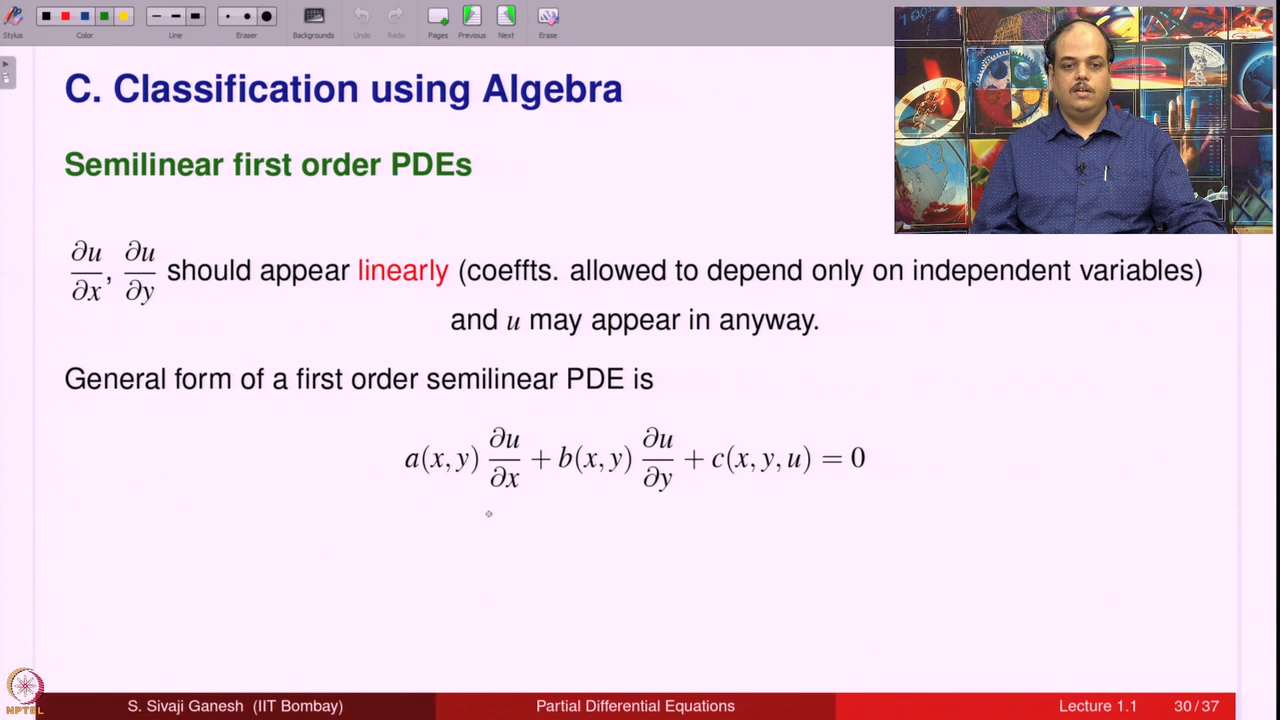 Stylus Color Line Eraser Backgrounds Undo Redo Pages Previous Next Erase
C. Classification using Algebra
Semilinear first order PDEs
∂u/∂x, ∂u/∂y should appear linearly (coeffts. allowed to depend only on independent variables)
and u may appear in anyway.
General form of a first order semilinear PDE is
a(x, y) ∂u/∂x + b(x, y) ∂u/∂y + c(x, y, u) = 0
NPTEL
S. Sivaji Ganesh (IIT Bombay) Partial Differential Equations Lecture 1.1 30/37